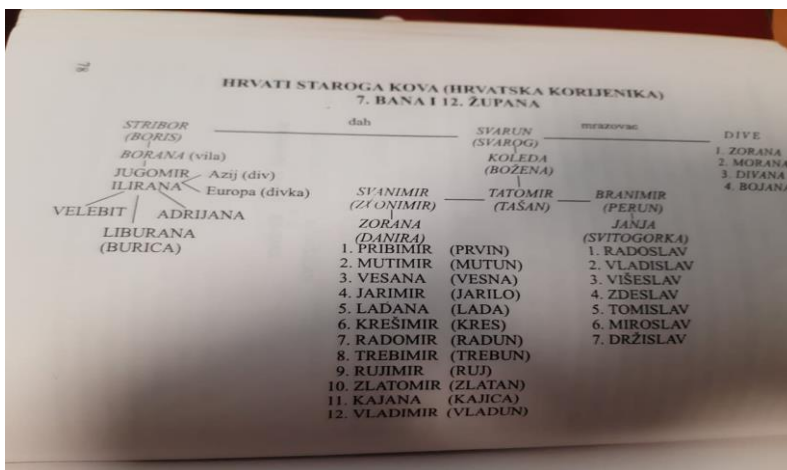 78
HRVATI STAROGA KOVA (HRVATSKA KORIJENIKA)
7. BANA I 12. ŽUPANA
STRIBOR
(BORIS)
dah
SVARUN
(SVAROG)
mrazovac
DIVE
1. ZORANA
2. MORANA
3. DIVANA
4. BOJANA
BORANA (vila)
JUGOMIR
ILIRANA
Azij (div)
Europa (divka)
VELEBIT
ADRIJANA
LIBURANA
(BURICA)
KOLEDA
(BOŽENA)
SVANIMIR
(ZVONIMIR)
TATOMIR
(TAŠAN)
BRANIMIR
(PERUN)
ZORANA
(DANIRA)
1. PRIBIMIR (PRVIN)
2. MUTIMIR (MUTUN)
3. VESANA (VESNA)
4. JARIMIR (JARILO)
5. LADANA (LADA)
6. KREŠIMIR (KRES)
7. RADOMIR (RADUN)
8. TREBIMIR (TREBUN)
9. RUJIMIR (RUJ)
10. ZLATOMIR (ZLATAN)
11. KAJANA (KAJICA)
12. VLADIMIR (VLADUN)
JANJA
(SVITOGORKA)
1. RADOSLAV
2. VLADISLAV
3. VIŠESLAV
4. ZDESLAV
5. TOMISLAV
6. MIROSLAV
7. DRŽISLAV